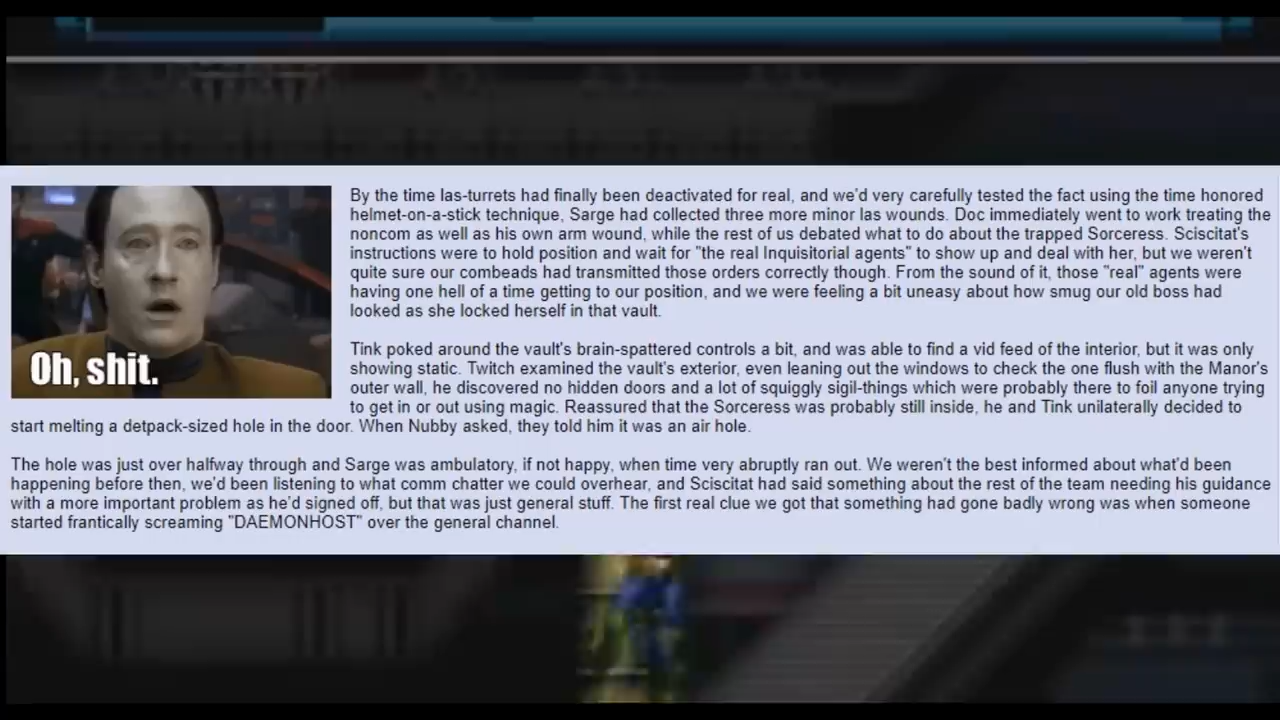 Oh, shit.
By the time las-turrets had finally been deactivated for real, and we'd very carefully tested the fact using the time honored
helmet-on-a-stick technique, Sarge had collected three more minor las wounds. Doc immediately went to work treating the
noncom as well as his own arm wound, while the rest of us debated what to do about the trapped Sorceress. Sciscitat's
instructions were to hold position and wait for "the real Inquisitorial agents" to show up and deal with her, but we weren't
quite sure our combeads had transmitted those orders correctly though. From the sound of it, those "real" agents were
having one hell of a time getting to our position, and we were feeling a bit uneasy about how smug our old boss had
looked as she locked herself in that vault.
Tink poked around the vault's brain-spattered controls a bit, and was able to find a vid feed of the interior, but it was only
showing static. Twitch examined the vault's exterior, even leaning out the windows to check the one flush with the Manor's
outer wall, he discovered no hidden doors and a lot of squiggly sigil-things which were probably there to foil anyone trying
to get in or out using magic. Reassured that the Sorceress was probably still inside, he and Tink unilaterally decided to
start melting a detpack-sized hole in the door. When Nubby asked, they told him it was an air hole.
The hole was just over halfway through and Sarge was ambulatory, if not happy, when time very abruptly ran out. We weren't the best informed about what'd been
happening before then, we'd been listening to what comm chatter we could overhear, and Sciscitat had said something about the rest of the team needing his guidance
with a more important problem as he'd signed off, but that was just general stuff. The first real clue we got that something had gone badly wrong was when someone
started frantically screaming "DAEMONHOST" over the general channel.